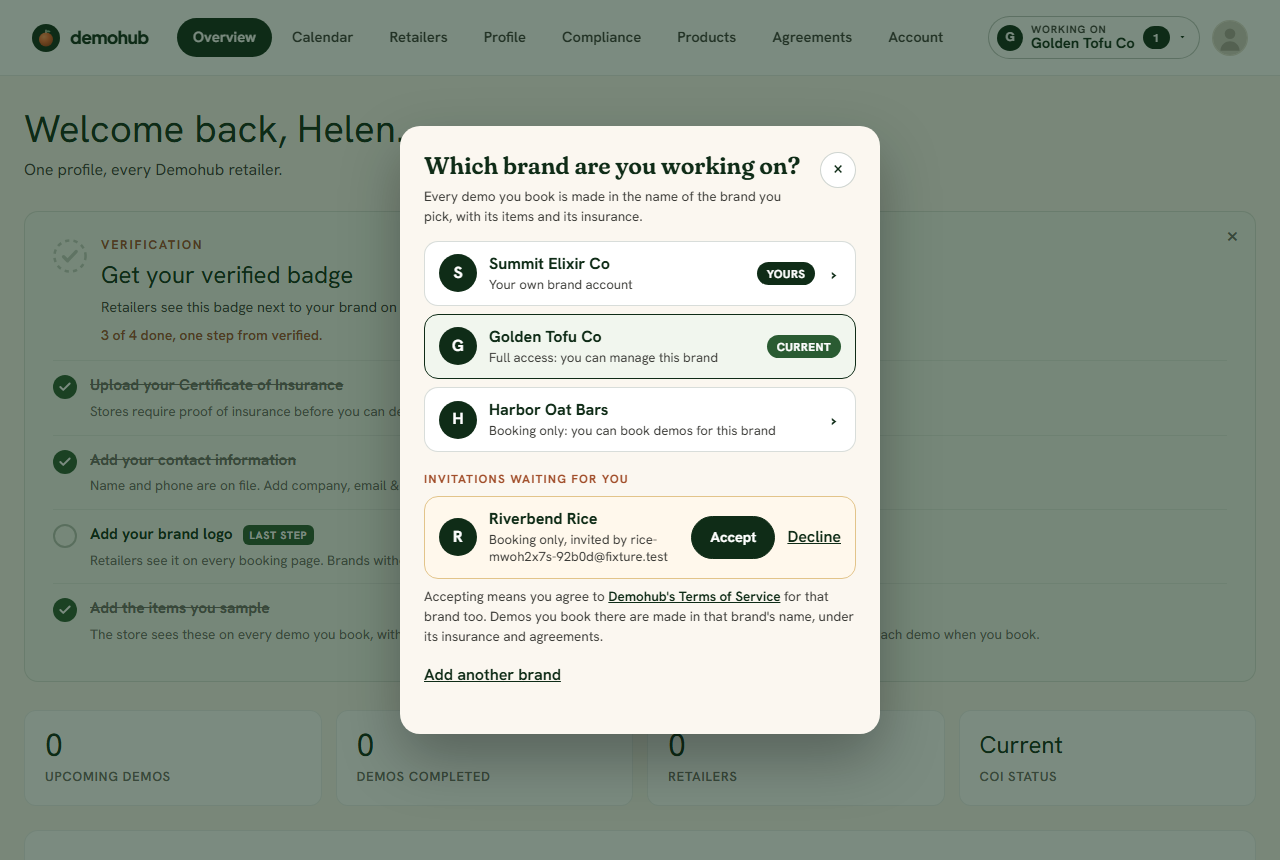 demohub
Overview
Calendar
Retailers
Profile
Compliance
Products
Agreements
Account
G
WORKING ON
Golden Tofu Co
1
Welcome back, Helen.
One profile, every Demohub retailer.
VERIFICATION
Get your verified badge
Retailers see this badge next to your brand on
3 of 4 done, one step from verified.
Upload your Certificate of Insurance
Stores require proof of insurance before you can de
Add your contact information
Name and phone are on file. Add company, email &
Add your brand logo
LAST STEP
Retailers see it on every booking page. Brands with
Add the items you sample
The store sees these on every demo you book, with
ach demo when you book.
×
Which brand are you working on?
×
Every demo you book is made in the name of the brand you
pick, with its items and its insurance.
S
Summit Elixir Co
Your own brand account
YOURS
›
G
Golden Tofu Co
Full access: you can manage this brand
CURRENT
H
Harbor Oat Bars
Booking only: you can book demos for this brand
›
INVITATIONS WAITING FOR YOU
R
Riverbend Rice
Booking only, invited by rice-
mwoh2x7s-92b0d@fixture.test
Accept
Decline
Accepting means you agree to Demohub's Terms of Service for that
brand too. Demos you book there are made in that brand's name, under
its insurance and agreements.
Add another brand
0
UPCOMING DEMOS
0
DEMOS COMPLETED
0
RETAILERS
Current
COI STATUS